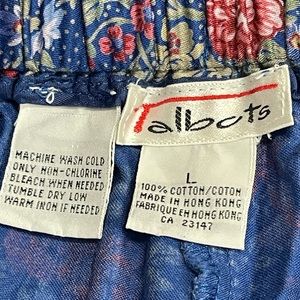 MACHINE WASH COLD
ONLY NON-CHLORINE
BLEACH WHEN NEEDED
TUMBLE DRY LOW
WARM IRON IF NEEDED
Talbots
L
100% COTTON/COTON
MADE IN HONG KONG
FABRIQUE EN HONG KONG
CA 23147